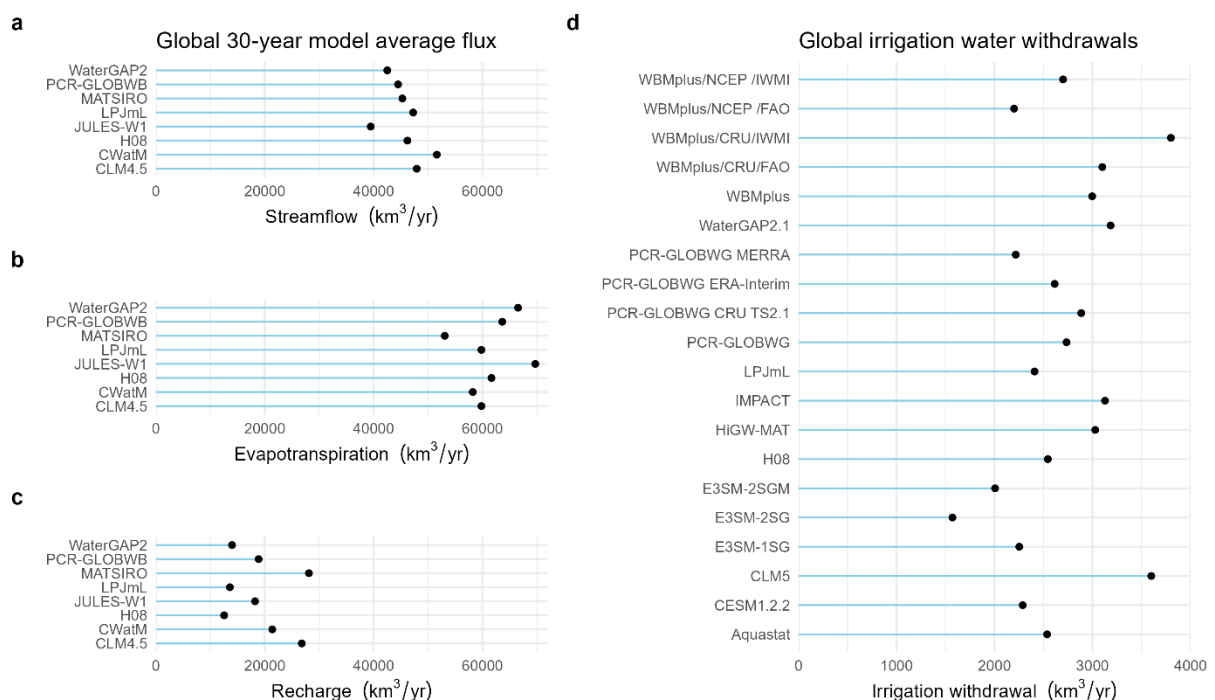 a
Global 30-year model average flux
WaterGAP2
PCR-GLOBWB
MATSIRO
LPJmL
JULES-W1
H08
CWatM
CLM4.5
0 20000 40000 60000
Streamflow (km³/yr)
b
WaterGAP2
PCR-GLOBWB
MATSIRO
LPJmL
JULES-W1
H08
CWatM
CLM4.5
0 20000 40000 60000
Evapotranspiration (km³/yr)
c
WaterGAP2
PCR-GLOBWB
MATSIRO
LPJmL
JULES-W1
H08
CWatM
CLM4.5
0 20000 40000 60000
Recharge (km³/yr)
d
Global irrigation water withdrawals
WBMplus/NCEP /IWMI
WBMplus/NCEP /FAO
WBMplus/CRU/IWMI
WBMplus/CRU/FAO
WBMplus
WaterGAP2.1
PCR-GLOBWG MERRA
PCR-GLOBWG ERA-Interim
PCR-GLOBWG CRU TS2.1
PCR-GLOBWG
LPJmL
IMPACT
HiGW-MAT
H08
E3SM-2SGM
E3SM-2SG
E3SM-1SG
CLM5
CESM1.2.2
Aquastat
0 1000 2000 3000 4000
Irrigation withdrawal (km³/yr)